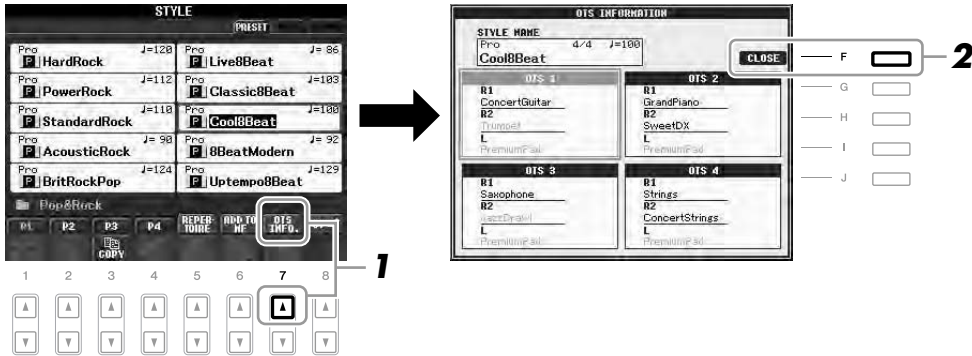 STYLE
PRESET
Pro ♩=120 Pro ♩= 86
P HardRock P Live8Beat
Pro ♩=112 Pro ♩=103
P PowerRock P Classic8Beat
Pro ♩=110 Pro ♩=100
P StandardRock P Cool8Beat
Pro ♩= 90 Pro ♩= 92
P AcousticRock P 8BeatModern
Pro ♩=124 Pro ♩=129
P BritRockPop P Uptempo8Beat
Pop&Rock
P1 P2 P3 P4 REPER ADD TO OTS
TOIRE MF INFO.
COPY
1 2 3 4 5 6 7 8
1
OTS INFORMATION
STYLE NAME
Pro 4/4 ♩=100
Cool8Beat
CLOSE
OTS 1
R1
ConcertGuitar
R2
Trumpet
L
PremiumPad
OTS 2
R1
GrandPiano
R2
SweetDX
L
PremiumPad
OTS 3
R1
Saxophone
R2
L
PremiumPad
OTS 4
R1
Strings
R2
ConcertStrings
L
PremiumPad
F
G
H
I
J
2